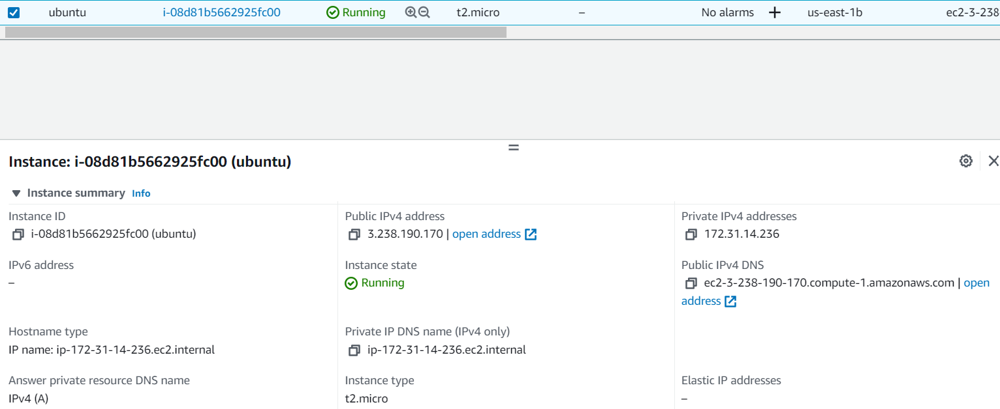 ubuntu i-08d81b5662925fc00 Running t2.micro – No alarms + us-east-1b ec2-3-238
Instance: i-08d81b5662925fc00 (ubuntu)
Instance summary Info
Instance ID
i-08d81b5662925fc00 (ubuntu)
Public IPv4 address
3.238.190.170 | open address
Private IPv4 addresses
172.31.14.236
IPv6 address
–
Instance state
Running
Public IPv4 DNS
ec2-3-238-190-170.compute-1.amazonaws.com | open
address
Hostname type
IP name: ip-172-31-14-236.ec2.internal
Private IP DNS name (IPv4 only)
ip-172-31-14-236.ec2.internal
Answer private resource DNS name
IPv4 (A)
Instance type
t2.micro
Elastic IP addresses
–